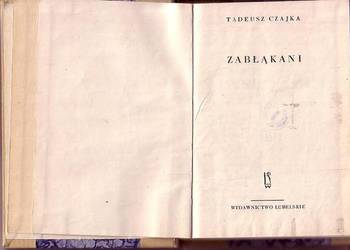 TADEUSZ CZAJKA
ZABŁĄKANI
WYDAWNICTWO LUBELSKIE